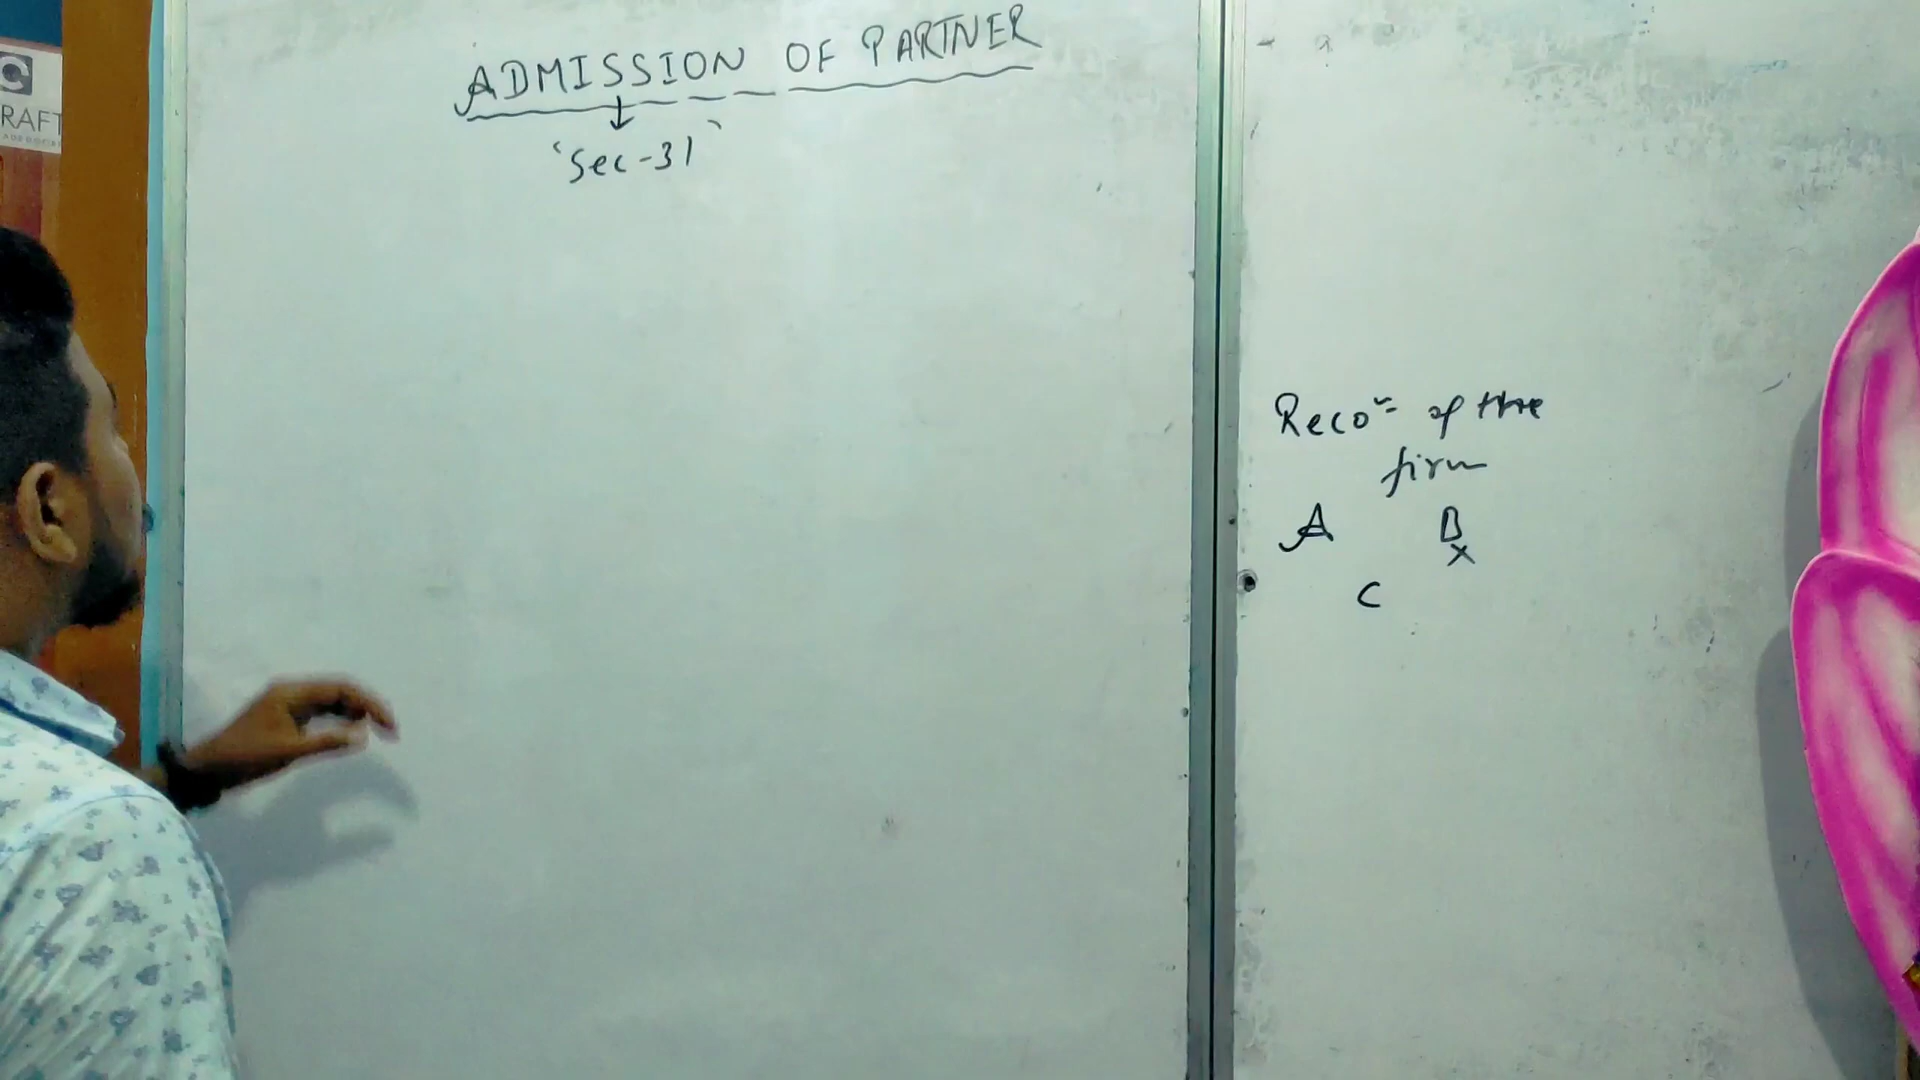 ADMISSION OF PARTNER
↓
'Sec-31'
Reco⁻ of the
firm
A B
x
C
C
RAFT